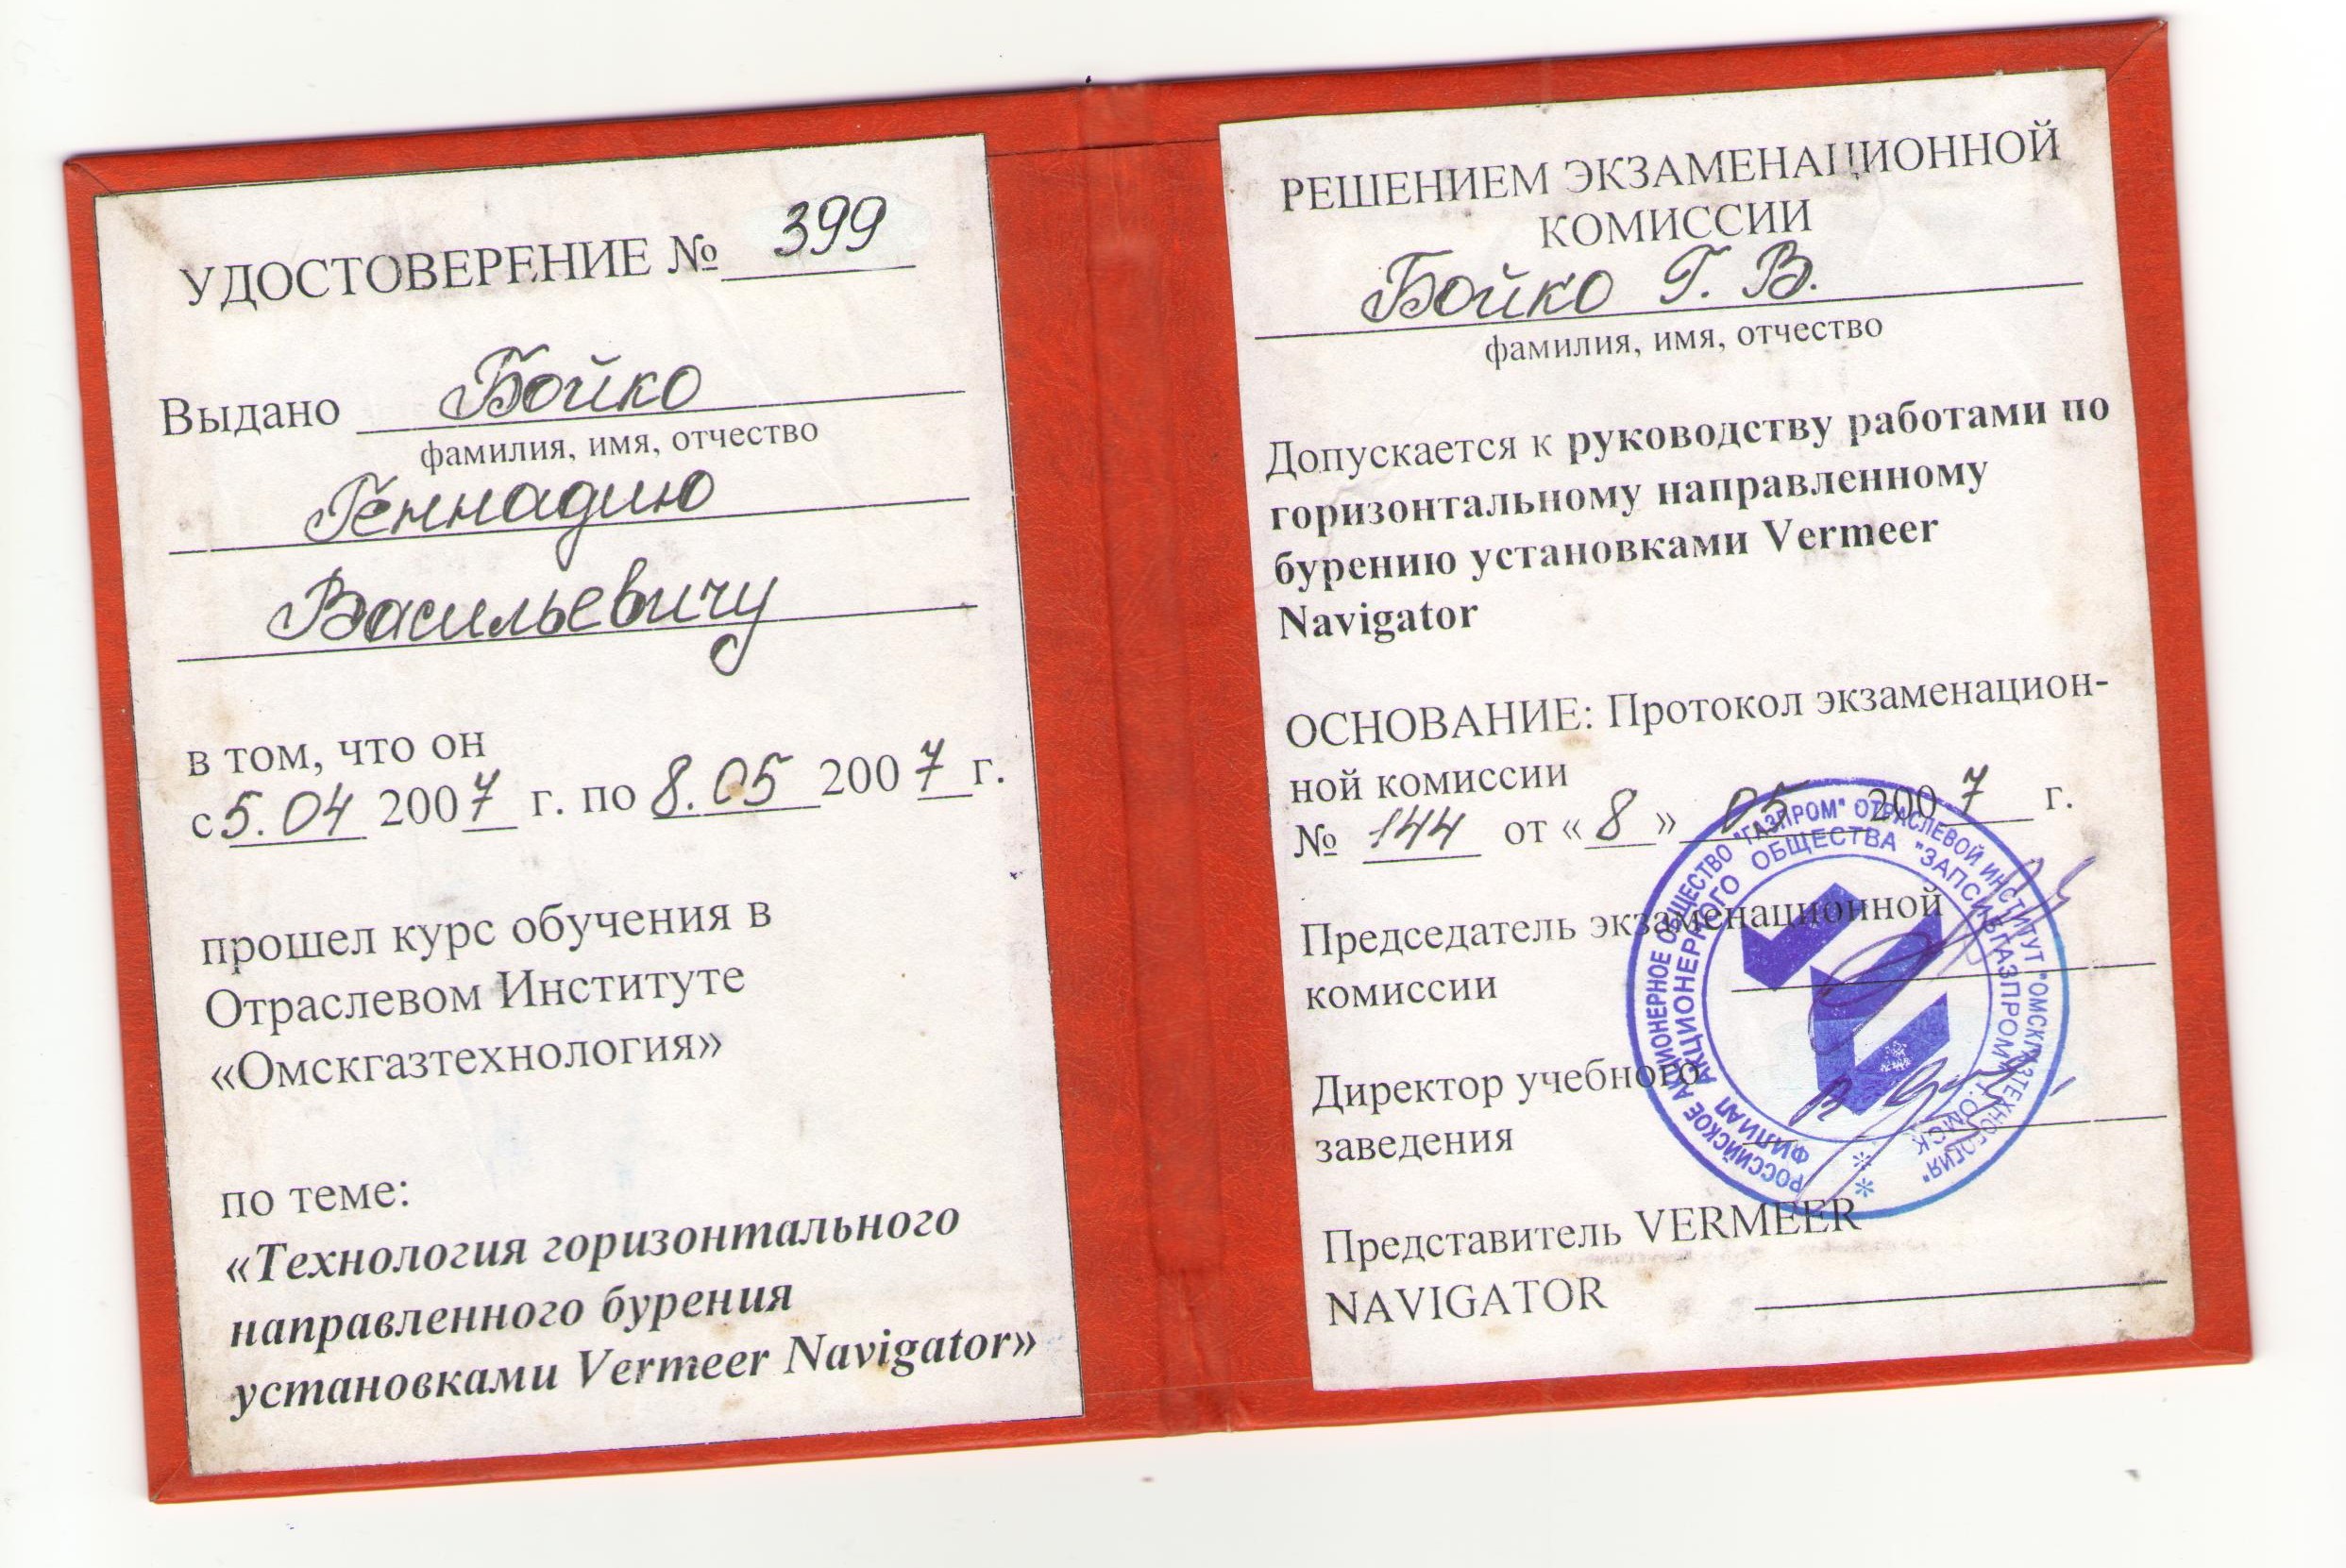 УДОСТОВЕРЕНИЕ № 399
Выдано Бойко
фамилия, имя, отчество
Геннадию
Васильевичу
в том, что он
с 5.04 2007 г. по 8.05 2007 г.
прошел курс обучения в
Отраслевом Институте
«Омскгазтехнология»
по теме:
«Технология горизонтального
направленного бурения
установками Vermeer Navigator»
РЕШЕНИЕМ ЭКЗАМЕНАЦИОННОЙ
КОМИССИИ
Бойко Г. В.
фамилия, имя, отчество
Допускается к руководству работами по
горизонтальному направленному
бурению установками Vermeer
Navigator
ОСНОВАНИЕ: Протокол экзаменацион-
ной комиссии
№ 144 от «8» 05 2007 г.
Председатель экзаменационной
комиссии
Директор учебного
заведения
Представитель VERMEER
NAVIGATOR
РОССИЙСКОЕ АКЦИОНЕРНОЕ ОБЩЕСТВО "ГАЗПРОМ" ОТРАСЛЕВОЙ ИНСТИТУТ "ОМСКГАЗТЕХНОЛОГИЯ"
ФИЛИАЛ АКЦИОНЕРНОГО ОБЩЕСТВА "ЗАПСИБГАЗПРОМ" Г. ОМСК